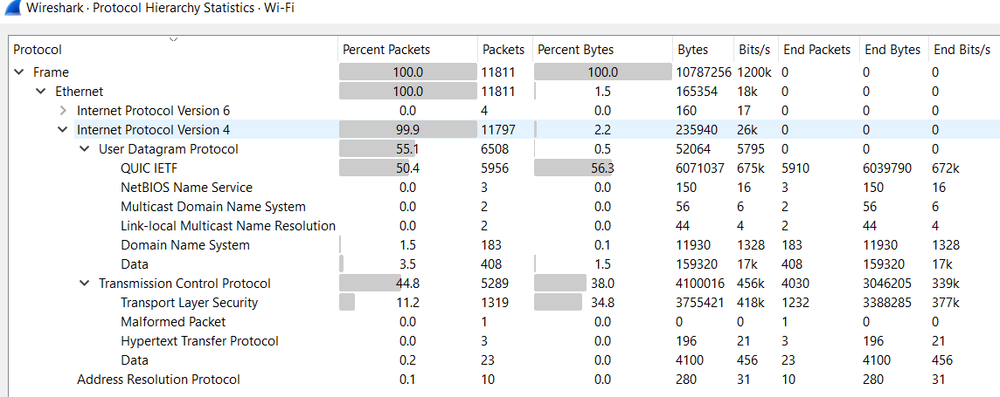 Wireshark · Protocol Hierarchy Statistics · Wi-Fi
Protocol Percent Packets Packets Percent Bytes Bytes Bits/s End Packets End Bytes End Bits/s
Frame 100.0 11811 100.0 10787256 1200k 0 0 0
Ethernet 100.0 11811 1.5 165354 18k 0 0 0
Internet Protocol Version 6 0.0 4 0.0 160 17 0 0 0
Internet Protocol Version 4 99.9 11797 2.2 235940 26k 0 0 0
User Datagram Protocol 55.1 6508 0.5 52064 5795 0 0 0
QUIC IETF 50.4 5956 56.3 6071037 675k 5910 6039790 672k
NetBIOS Name Service 0.0 3 0.0 150 16 3 150 16
Multicast Domain Name System 0.0 2 0.0 56 6 2 56 6
Link-local Multicast Name Resolution 0.0 2 0.0 44 4 2 44 4
Domain Name System 1.5 183 0.1 11930 1328 183 11930 1328
Data 3.5 408 1.5 159320 17k 408 159320 17k
Transmission Control Protocol 44.8 5289 38.0 4100016 456k 4030 3046205 339k
Transport Layer Security 11.2 1319 34.8 3755421 418k 1232 3388285 377k
Malformed Packet 0.0 1 0.0 0 0 1 0 0
Hypertext Transfer Protocol 0.0 3 0.0 196 21 3 196 21
Data 0.2 23 0.0 4100 456 23 4100 456
Address Resolution Protocol 0.1 10 0.0 280 31 10 280 31